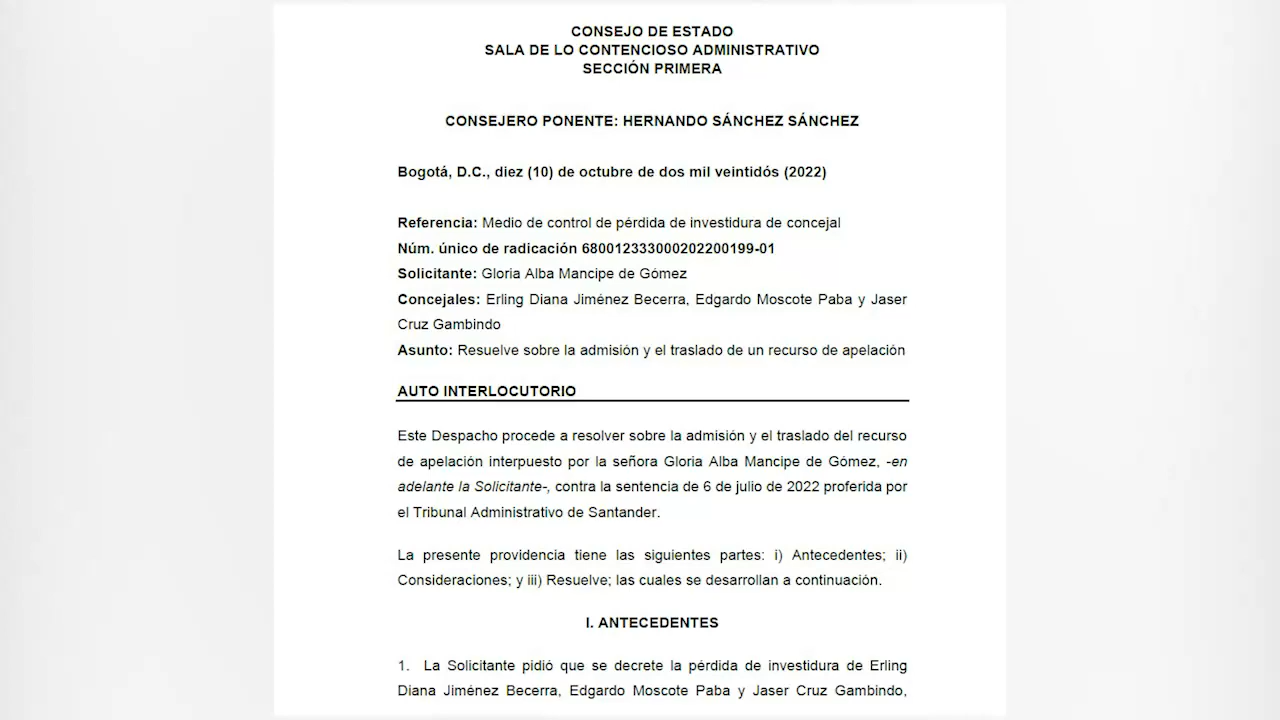 CONSEJO DE ESTADO
SALA DE LO CONTENCIOSO ADMINISTRATIVO
SECCIÓN PRIMERA
CONSEJERO PONENTE: HERNANDO SÁNCHEZ SÁNCHEZ
Bogotá, D.C., diez (10) de octubre de dos mil veintidós (2022)
Referencia: Medio de control de pérdida de investidura de concejal
Núm. único de radicación 680012333000202200199-01
Solicitante: Gloria Alba Mancipe de Gómez
Concejales: Erling Diana Jiménez Becerra, Edgardo Moscote Paba y Jaser
Cruz Gambindo
Asunto: Resuelve sobre la admisión y el traslado de un recurso de apelación
AUTO INTERLOCUTORIO
Este Despacho procede a resolver sobre la admisión y el traslado del recurso
de apelación interpuesto por la señora Gloria Alba Mancipe de Gómez, -en
adelante la Solicitante-, contra la sentencia de 6 de julio de 2022 proferida por
el Tribunal Administrativo de Santander.
La presente providencia tiene las siguientes partes: i) Antecedentes; ii)
Consideraciones; y iii) Resuelve; las cuales se desarrollan a continuación.
I. ANTECEDENTES
1. La Solicitante pidió que se decrete la pérdida de investidura de Erling
Diana Jiménez Becerra, Edgardo Moscote Paba y Jaser Cruz Gambindo,